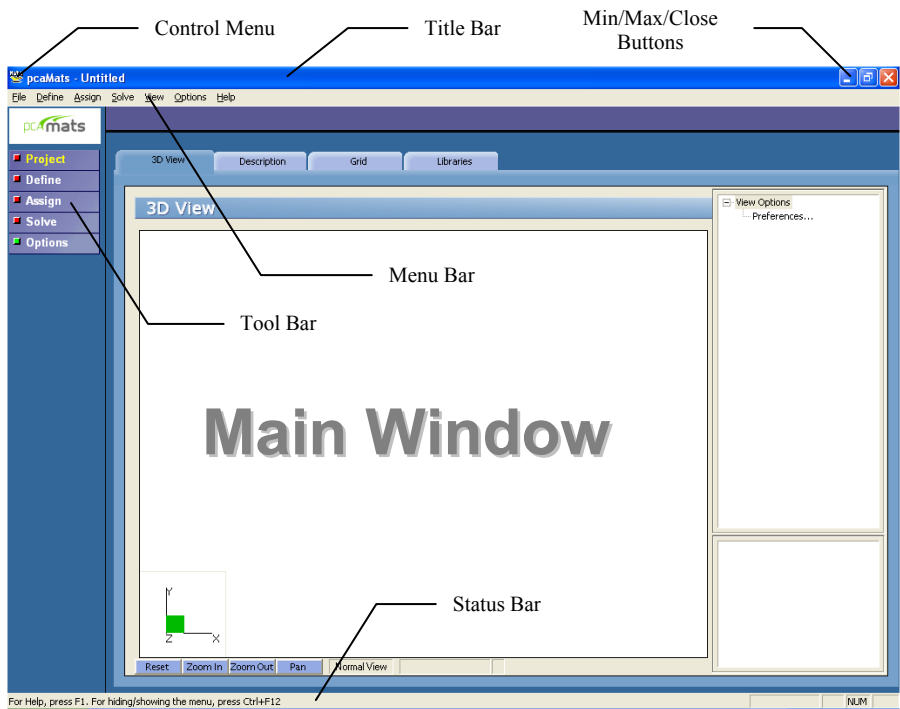 Control Menu
Title Bar
Min/Max/Close
Buttons
pcaMats - Untitled
File Define Assign Solve View Options Help
pcamats
Project
Define
Assign
Solve
Options
3D View Description Grid Libraries
3D View
View Options
Preferences...
Menu Bar
Tool Bar
Main Window
Y
Z
X
Status Bar
Reset Zoom In Zoom Out Pan Normal View
For Help, press F1. For hiding/showing the menu, press Ctrl+F12
NUM